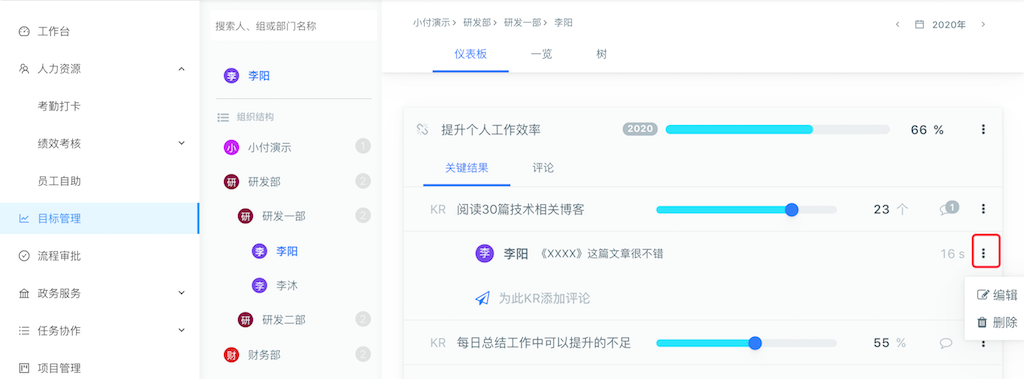 工作台
人力资源
考勤打卡
绩效考核
员工自助
目标管理
流程审批
政务服务
任务协作
项目管理
搜索人、组或部门名称
李 李阳
组织结构
小 小付演示 1
研 研发部 2
研 研发一部 2
李 李阳
李 李沐
研 研发二部 2
财 财务部 2
小付演示› 研发部› 研发一部› 李阳
‹ 2020年 ›
仪表板 一览 树
提升个人工作效率 2020 66 %
关键结果 评论
KR 阅读30篇技术相关博客 23 个 1
李 李阳 《XXXX》这篇文章很不错 16 s
编辑
为此KR添加评论
删除
KR 每日总结工作中可以提升的不足 55 %